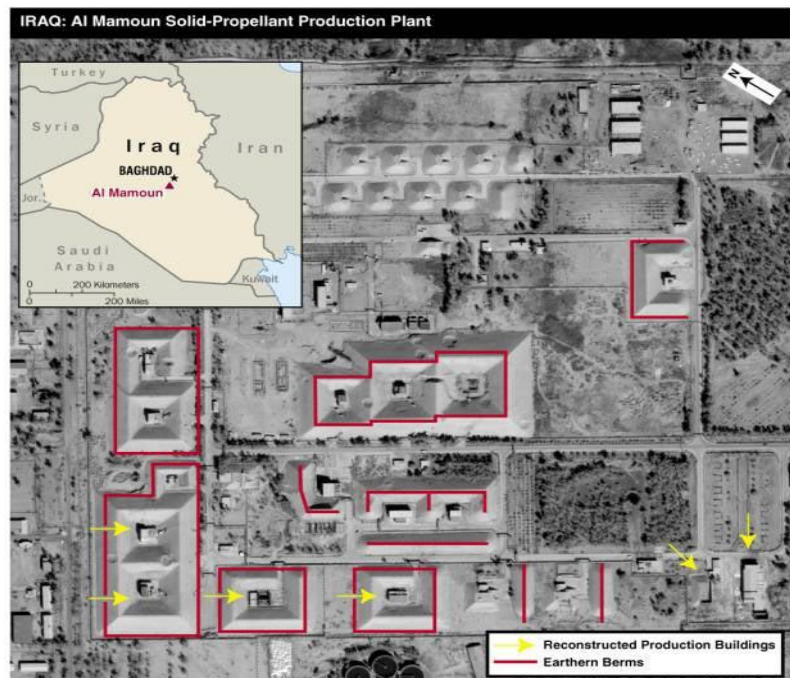 IRAQ: Al Mamoun Solid-Propellant Production Plant
N
Turkey
Syria
Iraq
Iran
BAGHDAD
Al Mamoun
Jor.
Saudi
Arabia
Kuwait
0 200 Kilometers
0 200 Miles
Reconstructed Production Buildings
Earthern Berms